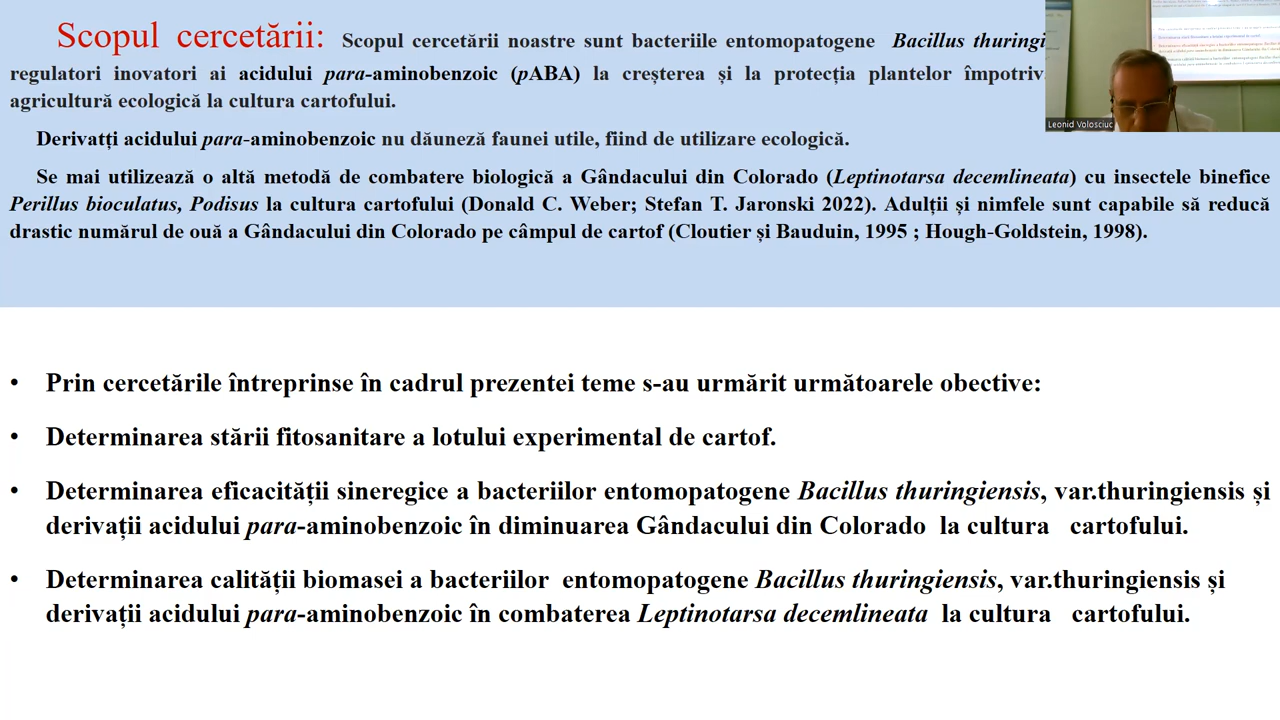 Scopul cercetării: Scopul cercetării noastre sunt bacteriile entomopatogene Bacillus
regulatori inovatori ai acidului para-aminobenzoic (pABA) la creșterea și la protecția plantelor
agricultură ecologică la cultura cartofului.
Derivatți acidului para-aminobenzoic nu dăuneză faunei utile, fiind de utilizare ecologică.
Se mai utilizează o altă metodă de combatere biologică a Gândacului din Colorado (Leptinotarsa decemlineata) cu insectele binefice
Perillus bioculatus, Podisus la cultura cartofului (Donald C. Weber; Stefan T. Jaronski 2022). Adulții și nimfele sunt capabile să reducă
drastic numărul de ouă a Gândacului din Colorado pe câmpul de cartof (Cloutier și Bauduin, 1995 ; Hough-Goldstein, 1998).
Leonid Volosciuc
• Prin cercetările întreprinse în cadrul prezentei teme s-au urmărit următoarele obective:
• Determinarea stării fitosanitare a lotului experimental de cartof.
• Determinarea eficacității sineregice a bacteriilor entomopatogene Bacillus thuringiensis, var.thuringiensis și
derivații acidului para-aminobenzoic în diminuarea Gândacului din Colorado la cultura cartofului.
• Determinarea calității biomasei a bacteriilor entomopatogene Bacillus thuringiensis, var.thuringiensis și
derivații acidului para-aminobenzoic în combaterea Leptinotarsa decemlineata la cultura cartofului.